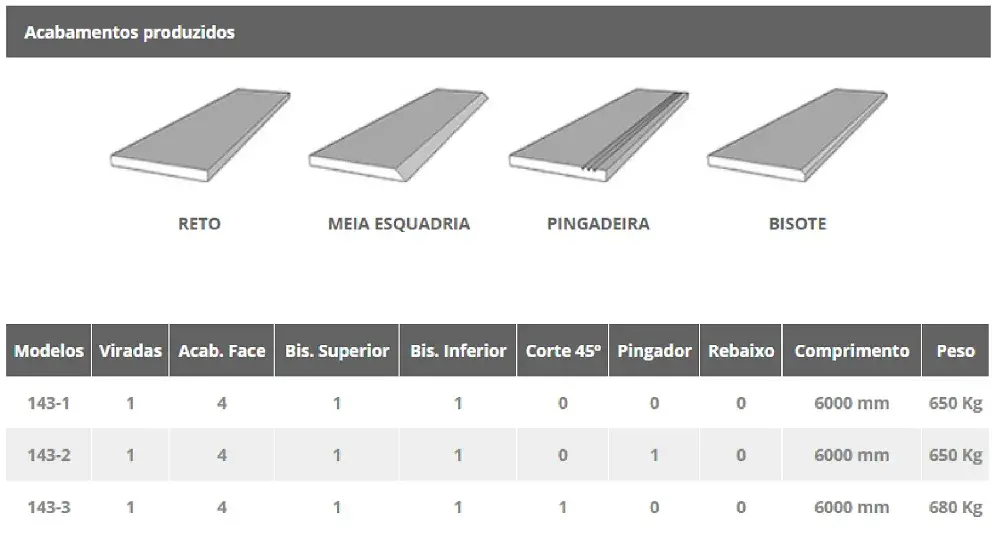 Acabamentos produzidos
RETO MEIA ESQUADRIA PINGADEIRA BISOTE
Modelos Viradas Acab. Face Bis. Superior Bis. Inferior Corte 45º Pingador Rebaixo Comprimento Peso
143-1 1 4 1 1 0 0 0 6000 mm 650 Kg
143-2 1 4 1 1 0 1 0 6000 mm 650 Kg
143-3 1 4 1 1 1 0 0 6000 mm 680 Kg